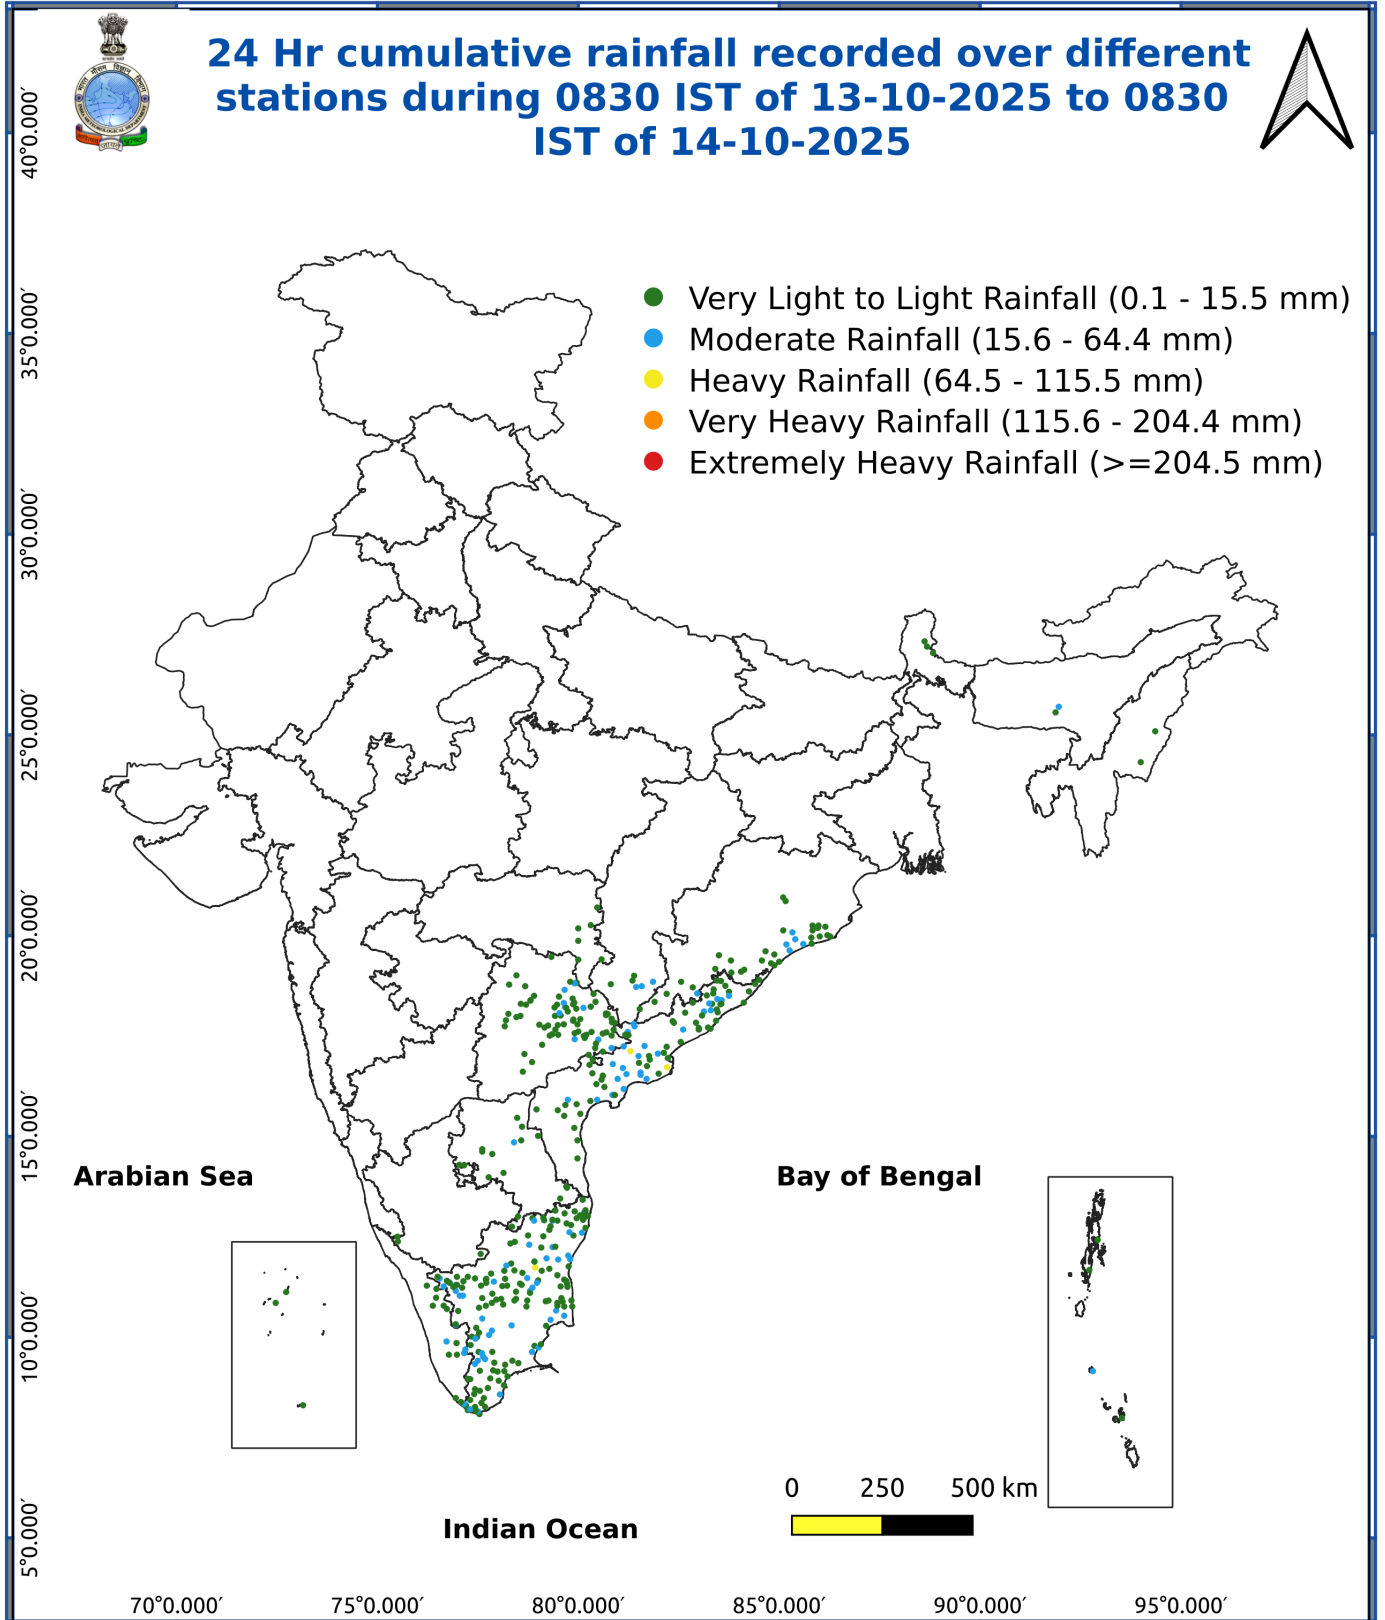 24 Hr cumulative rainfall recorded over different
stations during 0830 IST of 13-10-2025 to 0830
IST of 14-10-2025
Very Light to Light Rainfall (0.1 - 15.5 mm)
Moderate Rainfall (15.6 - 64.4 mm)
Heavy Rainfall (64.5 - 115.5 mm)
Very Heavy Rainfall (115.6 - 204.4 mm)
Extremely Heavy Rainfall (>=204.5 mm)
40°0.000′
35°0.000′
30°0.000′
25°0.000′
20°0.000′
15°0.000′
10°0.000′
5°0.000′
Arabian Sea
Bay of Bengal
Indian Ocean
0 250 500 km
70°0.000′ 75°0.000′ 80°0.000′ 85°0.000′ 90°0.000′ 95°0.000′